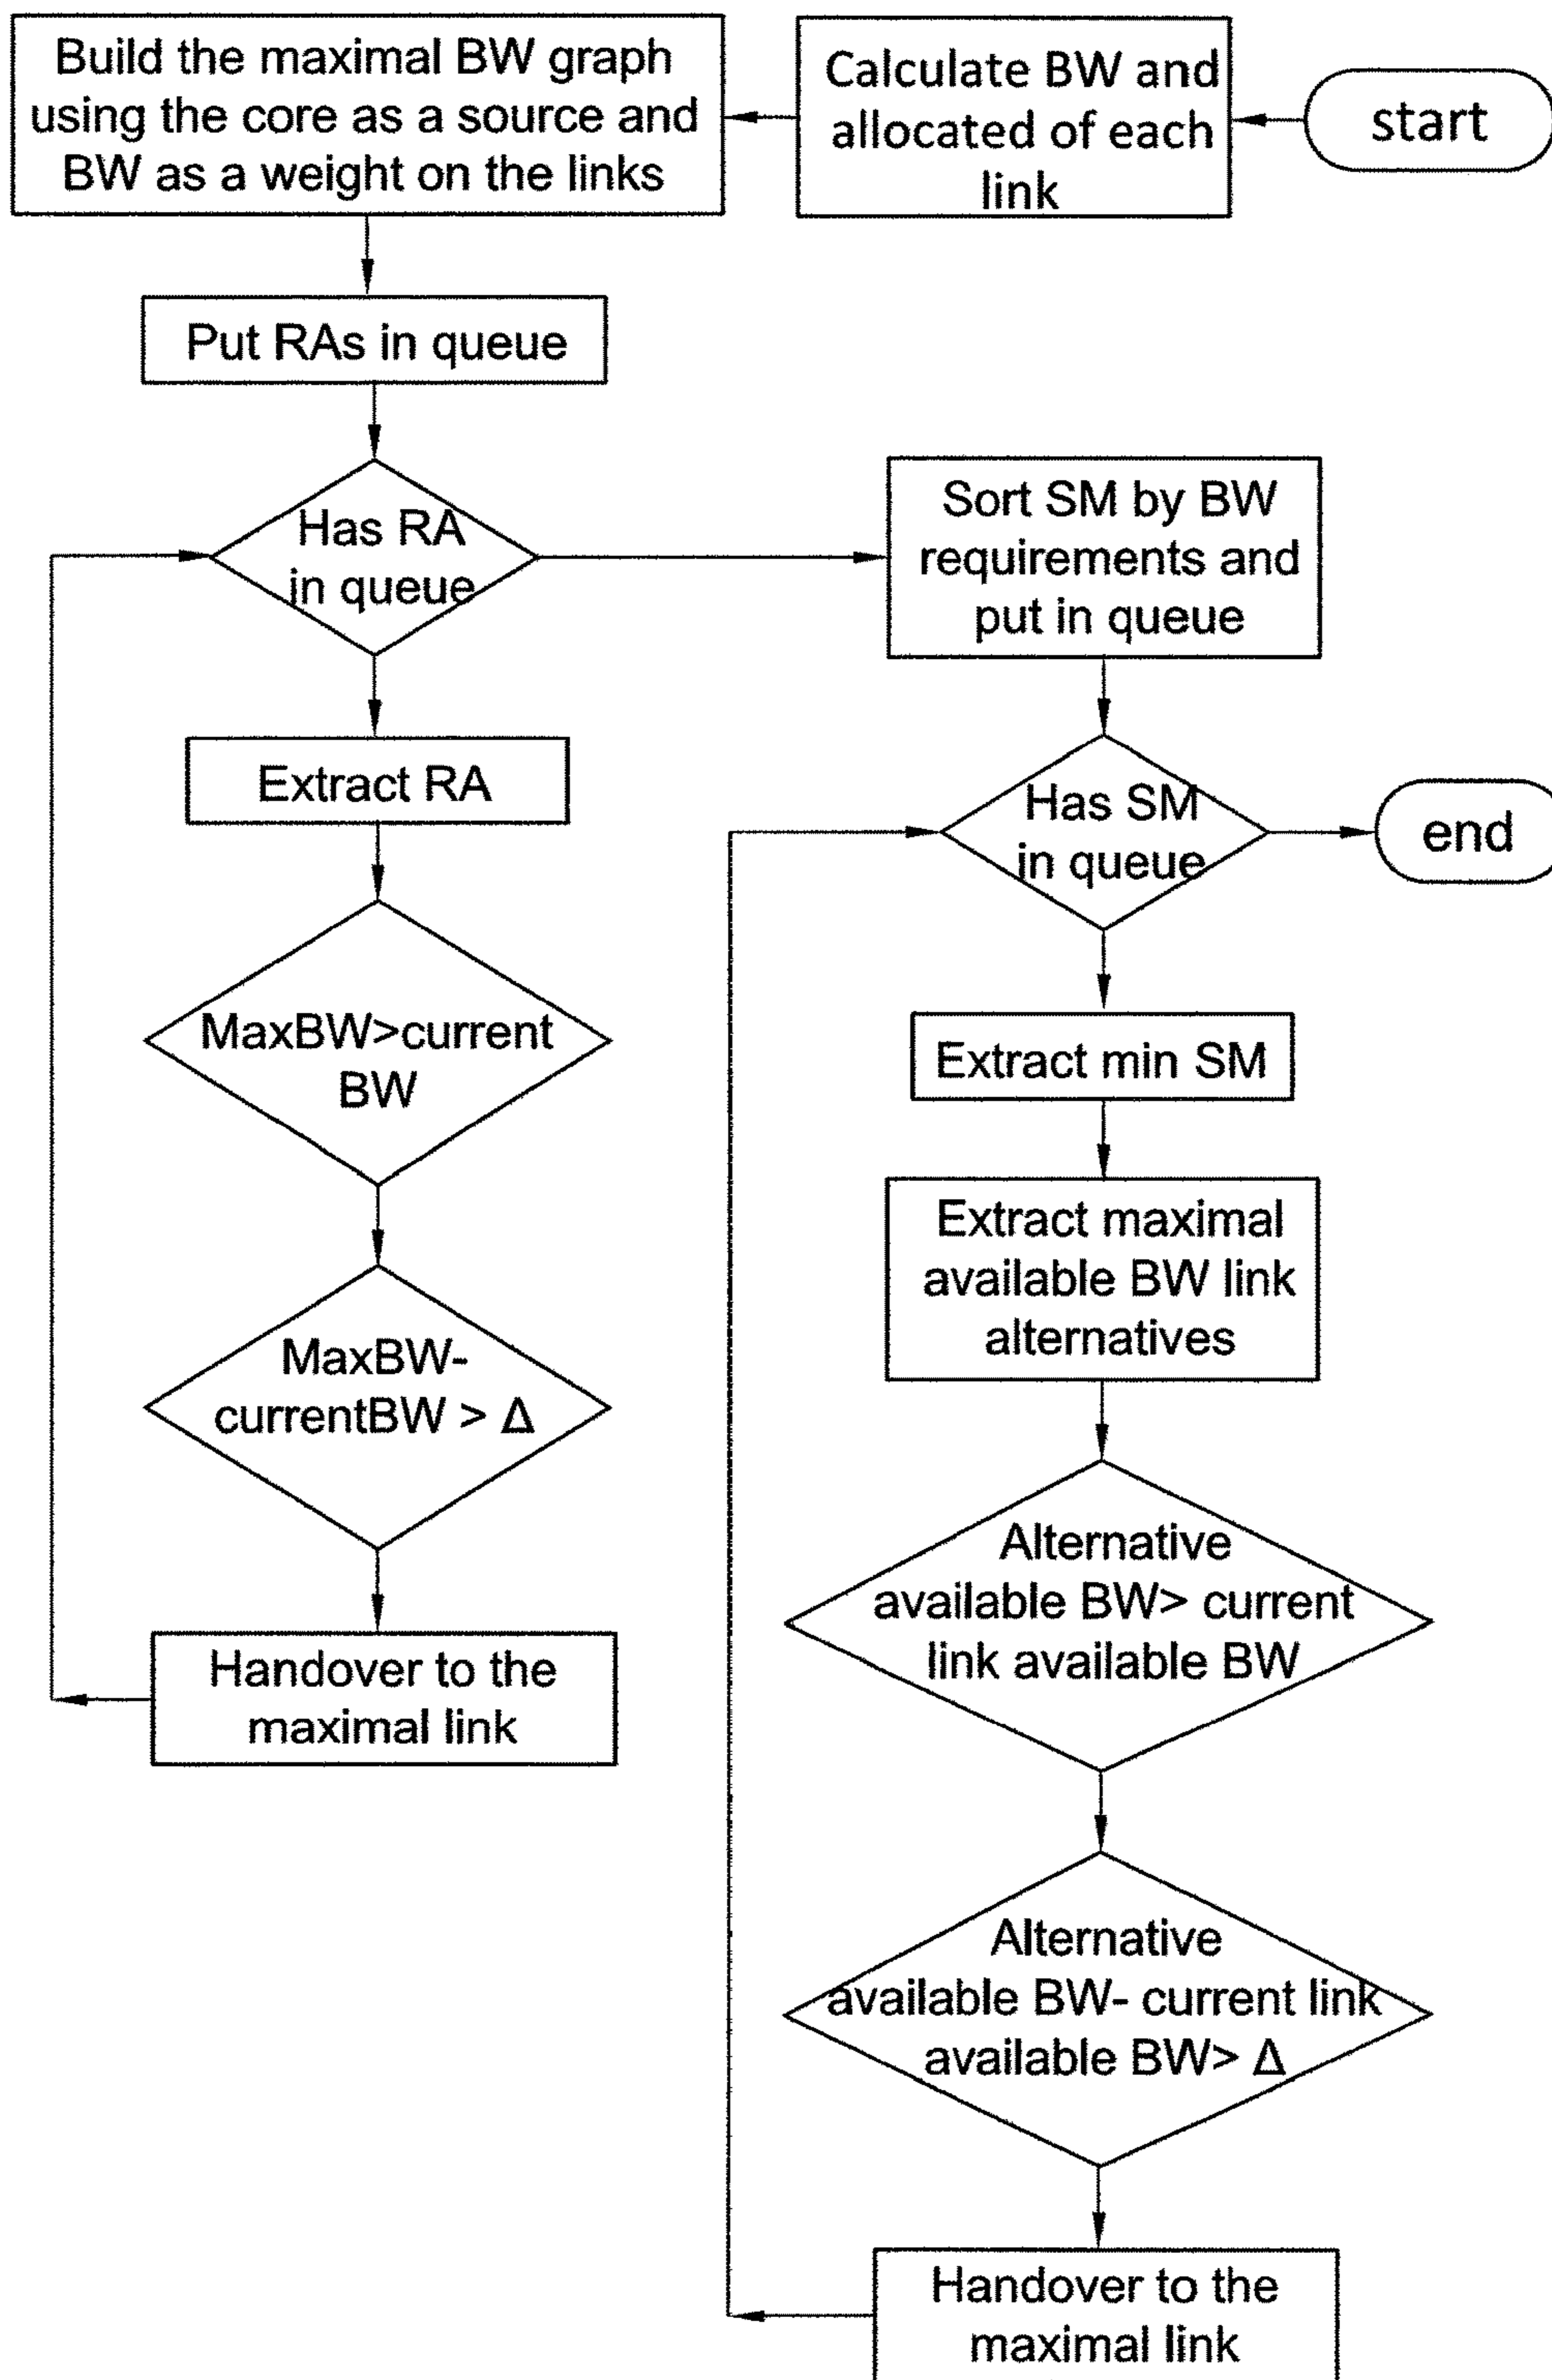 start
Calculate BW and
allocated of each
link
Build the maximal BW graph
using the core as a source and
BW as a weight on the links
Put RAs in queue
Has RA
in queue
Extract RA
MaxBW>current
BW
MaxBW-
currentBW > Δ
Handover to the
maximal link
Sort SM by BW
requirements and
put in queue
Has SM
in queue
end
Extract min SM
Extract maximal
available BW link
alternatives
Alternative
available BW> current
link available BW
Alternative
available BW- current link
available BW> Δ
Handover to the
maximal link